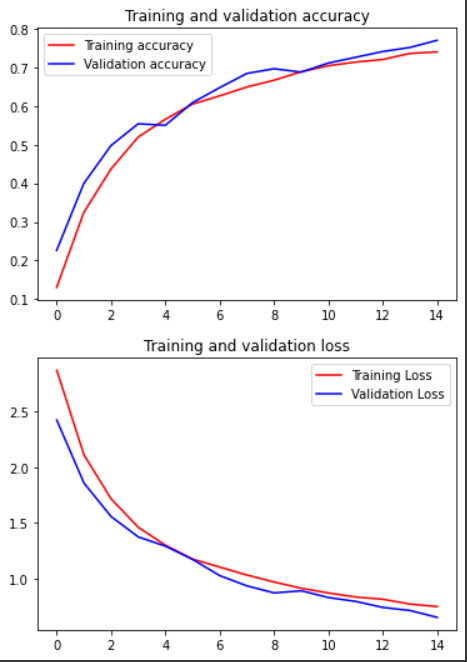 Training and validation accuracy
0.8
0.7
0.6
0.5
0.4
0.3
0.2
0.1
Training accuracy
Validation accuracy
0 2 4 6 8 10 12 14
Training and validation loss
2.5
2.0
1.5
1.0
Training Loss
Validation Loss
0 2 4 6 8 10 12 14